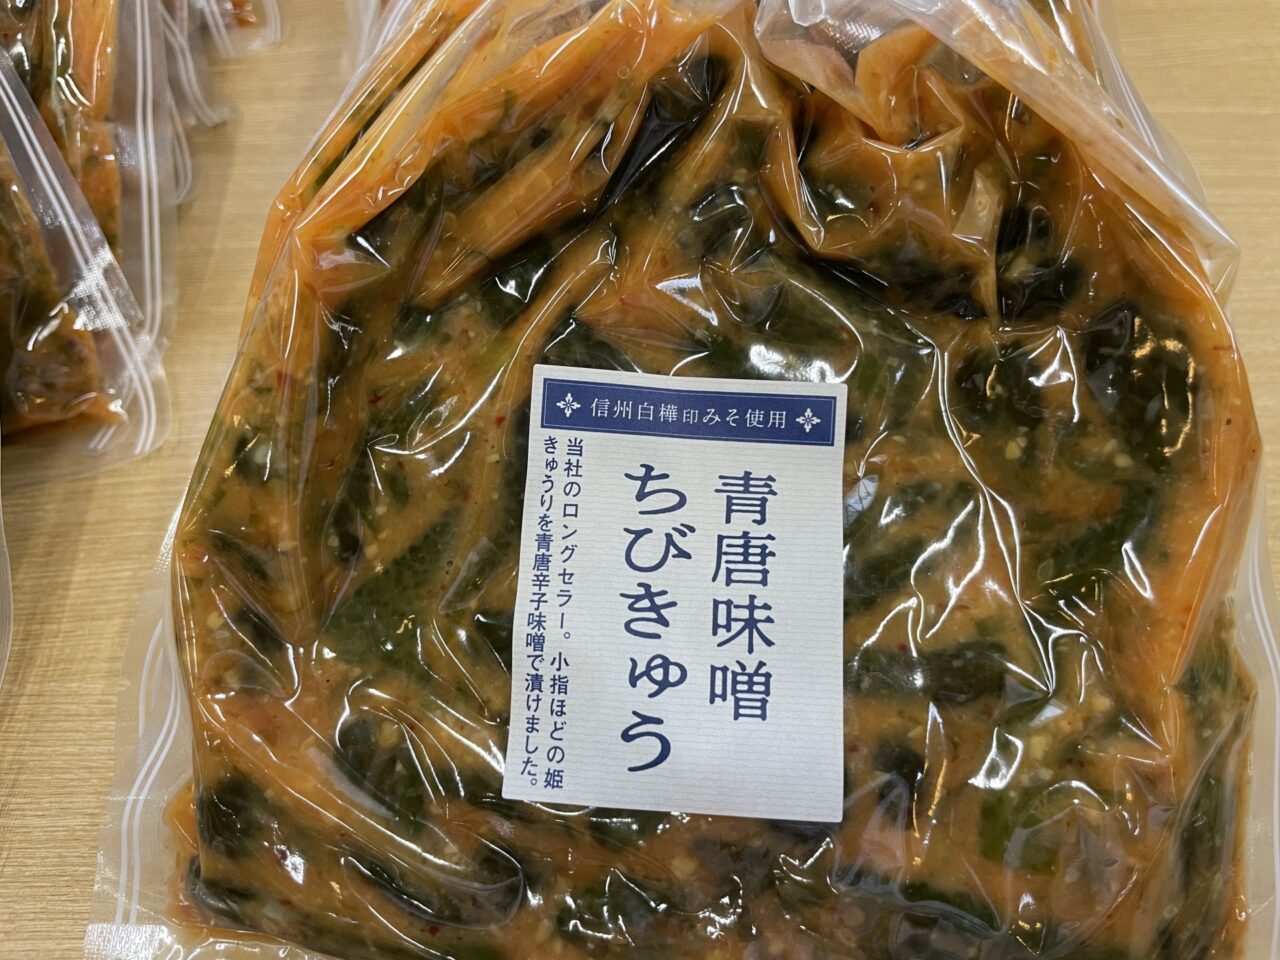 信州白樺印みそ使用
青唐味噌
ちびきゅう
当社のロングセラー。小指ほどの姫
きゅうりを青唐辛子味噌で漬けました。